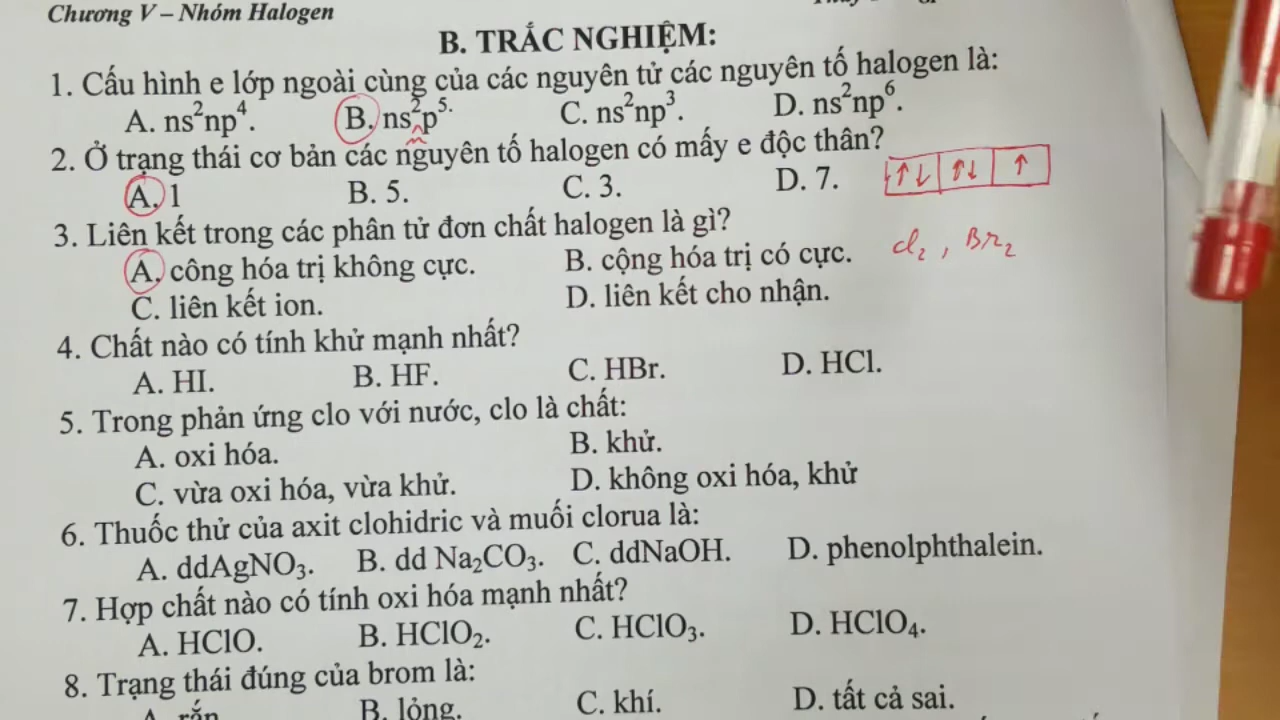 Chương V – Nhóm Halogen
B. TRẮC NGHIỆM:
1. Cấu hình e lớp ngoài cùng của các nguyên tử các nguyên tố halogen là:
A. ns²np⁴. B. ns²p⁵. C. ns²np³. D. ns²np⁶.
2. Ở trạng thái cơ bản các nguyên tố halogen có mấy e độc thân?
A. 1 B. 5. C. 3. D. 7. ↑↓ ↑↓ ↑
3. Liên kết trong các phân tử đơn chất halogen là gì?
A. công hóa trị không cực. B. cộng hóa trị có cực. Cl₂, Br₂
C. liên kết ion. D. liên kết cho nhận.
4. Chất nào có tính khử mạnh nhất?
A. HI. B. HF. C. HBr. D. HCl.
5. Trong phản ứng clo với nước, clo là chất:
A. oxi hóa. B. khử.
C. vừa oxi hóa, vừa khử. D. không oxi hóa, khử
6. Thuốc thử của axit clohidric và muối clorua là:
A. ddAgNO₃. B. dd Na₂CO₃. C. ddNaOH. D. phenolphthalein.
7. Hợp chất nào có tính oxi hóa mạnh nhất?
A. HClO. B. HClO₂. C. HClO₃. D. HClO₄.
8. Trạng thái đúng của brom là:
A. rắn. B. lỏng. C. khí. D. tất cả sai.